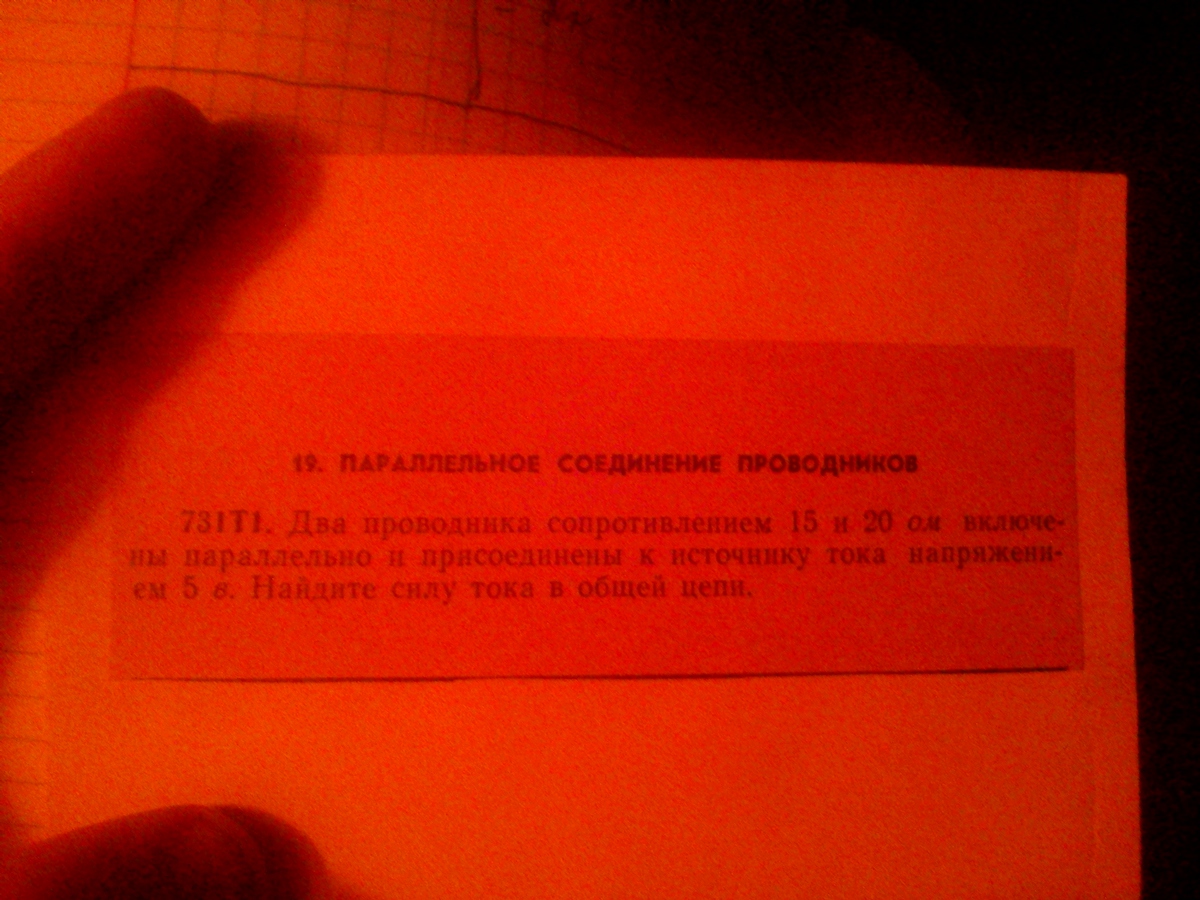 19. ПАРАЛЛЕЛЬНОЕ СОЕДИНЕНИЕ ПРОВОДНИКОВ
731Т1. Два проводника сопротивлением 15 и 20 ом включе-
ны параллельно и присоединены к источнику тока напряжени-
ем 5 в. Найдите силу тока в общей цепи.